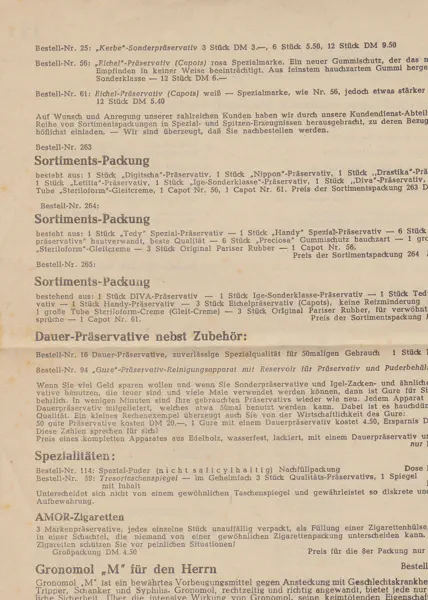 Bestell-Nr. 25: „Kerbe"-Sonderpräservativ 3 Stück DM 3.—, 6 Stück 5.50, 12 Stück DM 9.50
Bestell-Nr. 56: „Eichel"-Präservativ (Capots) rosa Spezialmarke. Ein neuer Gummischutz, der das n
Empfinden in keiner Weise beeinträchtigt. Aus feinstem hauchzartem Gummi herge
Sonderklasse — 12 Stück DM 6.—
Bestell-Nr. 61: Eichel-Präservativ (Capots) weiß — Spezialmarke, wie Nr. 56, jedoch etwas stärker
12 Stück DM 5.40
Auf Wunsch und Anregung unserer zahlreichen Kunden haben wir durch unsere Kundendienst-Abteil
Reihe von Sortimentspackungen in Spezial- und Spitzen-Erzeugnissen herausgebracht, zu deren Bezug
höflichst einladen. — Wir sind überzeugt, daß Sie nachbestellen werden.
Bestell-Nr. 263
Sortiments-Packung
besteht aus: 1 Stück „Digitscha"-Präservativ, 1 Stück „Nippon"-Präservativ, 1 Stück „Drastika"-Prä
1 Stück „Letitia"-Präservativ, 1 Stück „Ige-Sonderklasse"-Präservativ, 1 Stück „Diva"-Präservativ,
Tube „Steriloform"-Gleitcreme, 1 Capot Nr. 56, 1 Capot Nr. 61. Preis der Sortimentspackung 263 D
Bestell-Nr. 264:
Sortiments-Packung
besteht aus: 1 Stück „Tedy" Spezial-Präservativ — 1 Stück „Handy" Spezial-Präservativ — 6 Stück
präservativs" hautverwandt, beste Qualität — 6 Stück „Preciosa" Gummischutz hauchzart — 1 gro
„Steriloform"-Gleitcreme — 3 Stück Original Pariser Rubber — 1 Capot Nr. 56.
Preis der Sortimentspackung 264
Bestell-Nr. 265:
Sortiments-Packung
bestehend aus: 1 Stück DIVA-Präservativ — 1 Stück Ige-Sonderklasse-Präservativ — 1 Stück Ted
vativ — 1 Stück Handy-Präservativ — 3 Stück Eichelpräservativ (Capots), keine Reizminderung
1 große Tube Steriloform-Creme (Gleit-Creme) — 3 Stück Original Pariser Rubber, für verwöhnt
sprüche — 1 Capot Nr. 61. Preis der Sortimentspackung
Dauer-Präservative nebst Zubehör:
Bestell-Nr. 16 Dauer-Präservative, zuverlässige Spezialqualität für 50maligen Gebrauch 1 Stück
Bestell-Nr. 94 „Gure"-Präservativ-Reinigungsapparat mit Reservoir für Präservativ und Puderbehäl
Wenn Sie viel Geld sparen wollen und wenn Sie Sonderpräservative und Igel-Zacken- und ähnliche
vative benützen, die teuer sind und viele Male verwendet werden können, dann ist Gure für Si
behrlich. In wenigen Minuten sind Ihre gebrauchten Präservative wieder wie neu. Jedem Apparat
Dauerpräservativ mitgeliefert, welches etwa 50mal benutzt werden kann. Dabei ist es hauchdün
Qualität. Ein kleines Rechenexempel überzeugt auch Sie von der Wirtschaftlichkeit des Gure:
50 gute Präservative kosten DM 20.—, 1 Gure mit einem Dauerpräservativ kostet 4.50, Ersparnis D
Diese Zahlen sprechen für sich!
Preis eines kompletten Apparates aus Edelholz, wasserfest, lackiert, mit einem Dauerpräservativ u
nur
Spezialitäten:
Bestell-Nr. 114: Spezial-Puder (nicht salicylhaltig) Nachfüllpackung Dose
Bestell-Nr. 59: Tresortaschenspiegel — im Geheimfach 3 Stück Qualitäts-Präservativs, 1 Spiegel
mit Inhalt
Unterscheidet sich nicht von einem gewöhnlichen Taschenspiegel und gewährleistet so diskrete und
Aufbewahrung.
AMOR-Zigaretten
3 Markenpräservative, jedes einzelne Stück unauffällig verpackt, als Füllung einer Zigarettenhülse,
in einer Schachtel, die niemand von einer gewöhnlichen Zigarettenpackung unterscheiden kann.
Zigaretten schützen Sie vor peinlichen Situationen!
Großpackung DM 4.50 Preis für die 8er Packung nur
Gronomol „M" für den Herrn Bestell
Gronomol „M" ist ein bewährtes Vorbeugungsmittel gegen Ansteckung mit Geschlechtskrankhe
Tripper, Schanker und Syphilis. Gronomol, rechtzeitig und richtig angewandt, bietet jede nur
liche Sicherheit. Über die intensive Wirkung von Gronomol, seine keimtötenden Eigenschaft